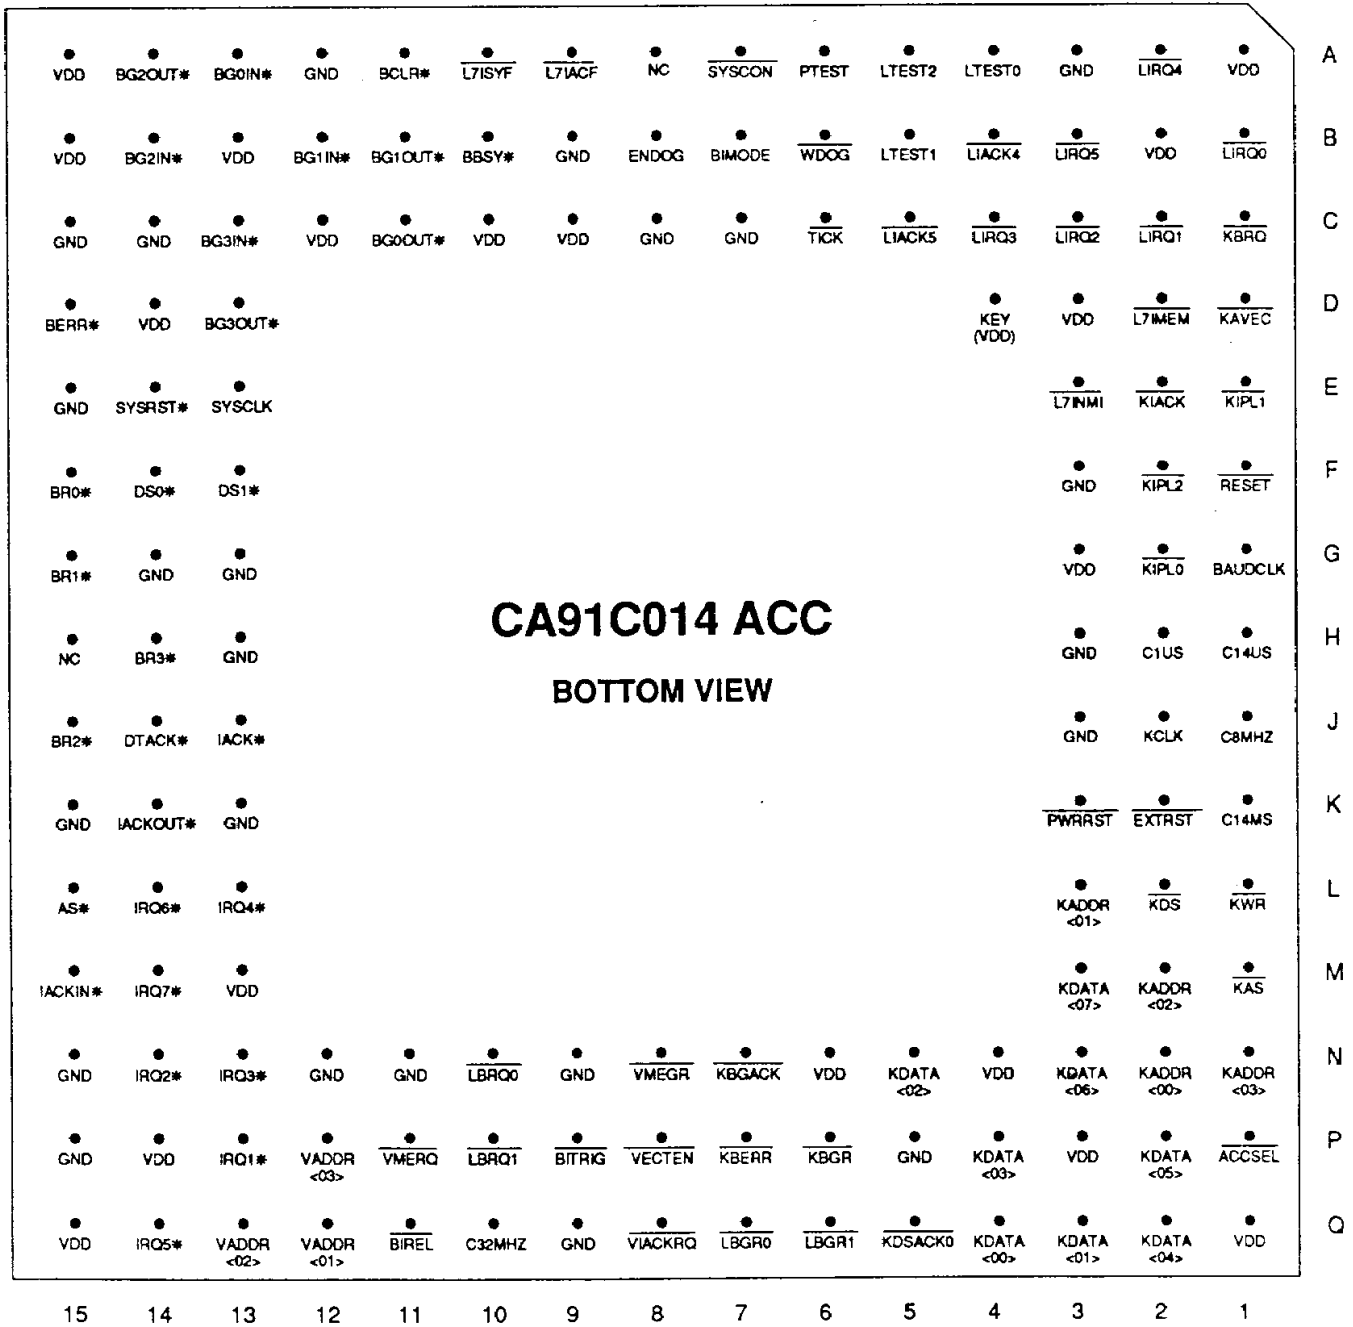 VDD BG2OUT* BG0IN* GND BCLR* L7ISYF L7IACF NC SYSCON PTEST LTEST2 LTEST0 GND LIRQ4 VDD A
VDD BG2IN* VDD BG1IN* BG1OUT* BBSY* GND ENDOG BIMODE WDOG LTEST1 LIACK4 LIRQ5 VDD LIRQ0 B
GND GND BG3IN* VDD BG0OUT* VDD VDD GND GND TICK LIACK5 LIRQ3 LIRQ2 LIRQ1 KBRQ C
BERR* VDD BG3OUT* KEY VDD L7IMEM KAVEC D
(VDD)
GND SYSRST* SYSCLK L7INMI KIACK KIPL1 E
BR0* DS0* DS1* GND KIPL2 RESET F
BR1* GND GND VDD KIPL0 BAUDCLK G
CA91C014 ACC
NC BR3* GND GND C1US C14US H
BOTTOM VIEW
BR2* DTACK* IACK* GND KCLK C8MHZ J
GND IACKOUT* GND PWRRST EXTRST C14MS K
AS* IRQ6* IRQ4* KADDR KDS KWR L
<01>
IACKIN* IRQ7* VDD KDATA KADDR KAS M
<07> <02>
GND IRQ2* IRQ3* GND GND LBRQ0 GND VMEGR KBGACK VDD KDATA VDD KDATA KADDR KADDR N
<02> <06> <00> <03>
GND VDD IRQ1* VADDR VMERQ LBRQ1 BITRIG VECTEN KBERR KBGR GND KDATA VDD KDATA ACCSEL P
<03> <03> <05>
VDD IRQ5* VADDR VADDR BIREL C32MHZ GND VIACKRQ LBGR0 LBGR1 KDSACK0 KDATA KDATA KDATA VDD Q
<02> <01> <00> <01> <04>
15 14 13 12 11 10 9 8 7 6 5 4 3 2 1